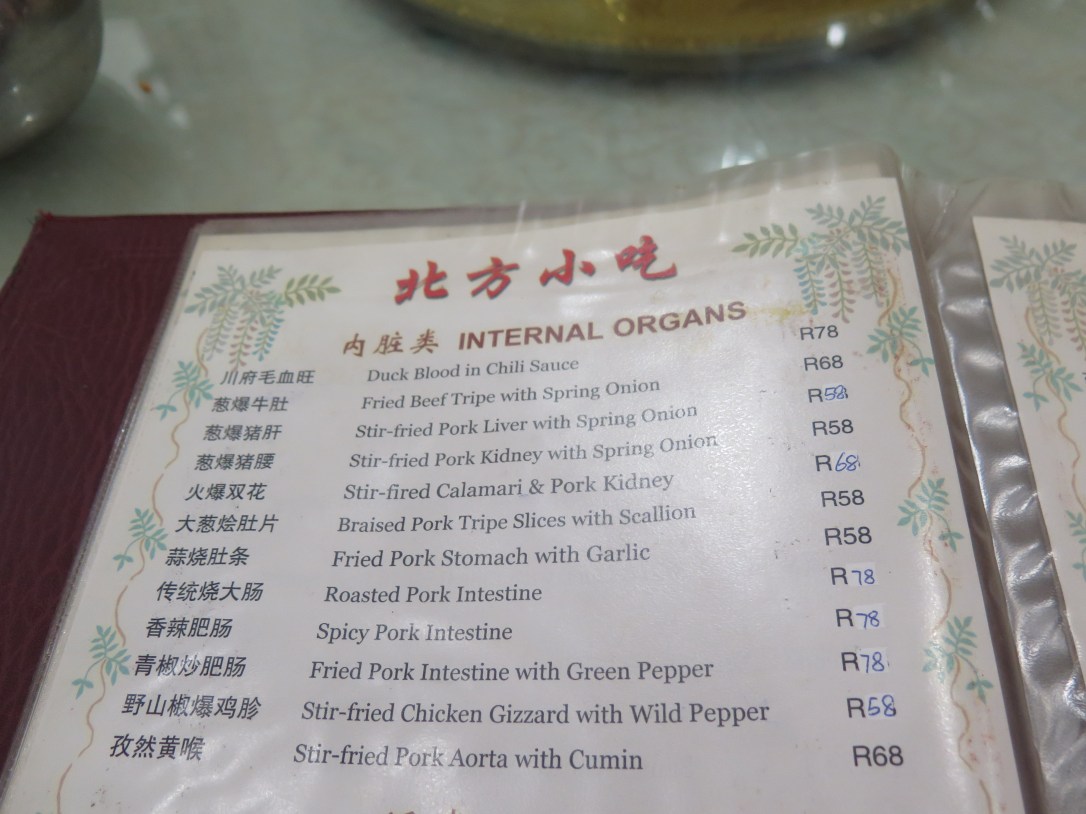 北方小吃
内脏类 INTERNAL ORGANS
川府毛血旺 Duck Blood in Chili Sauce R78
葱爆牛肚 Fried Beef Tripe with Spring Onion R68
葱爆猪肝 Stir-fried Pork Liver with Spring Onion R58
葱爆猪腰 Stir-fried Pork Kidney with Spring Onion R58
火爆双花 Stir-fired Calamari & Pork Kidney R68
大葱烩肚片 Braised Pork Tripe Slices with Scallion R58
蒜烧肚条 Fried Pork Stomach with Garlic R58
传统烧大肠 Roasted Pork Intestine R78
香辣肥肠 Spicy Pork Intestine R78
青椒炒肥肠 Fried Pork Intestine with Green Pepper R78
野山椒爆鸡胗 Stir-fried Chicken Gizzard with Wild Pepper R58
孜然黄喉 Stir-fried Pork Aorta with Cumin R68